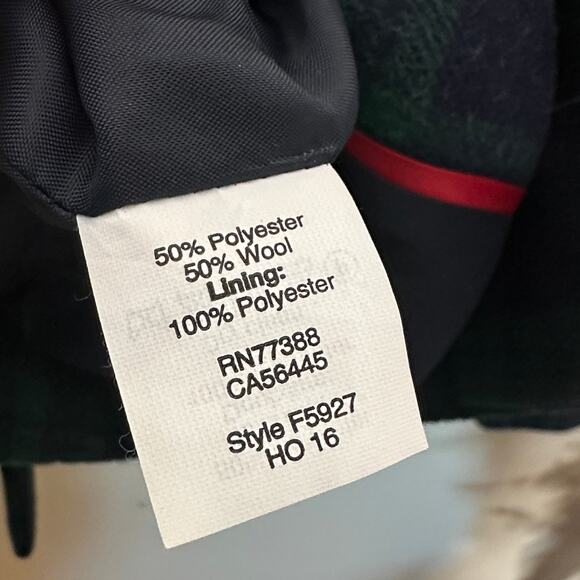 50% Polyester
50% Wool
Lining:
100% Polyester
RN77388
CA56445
Style F5927
HO 16